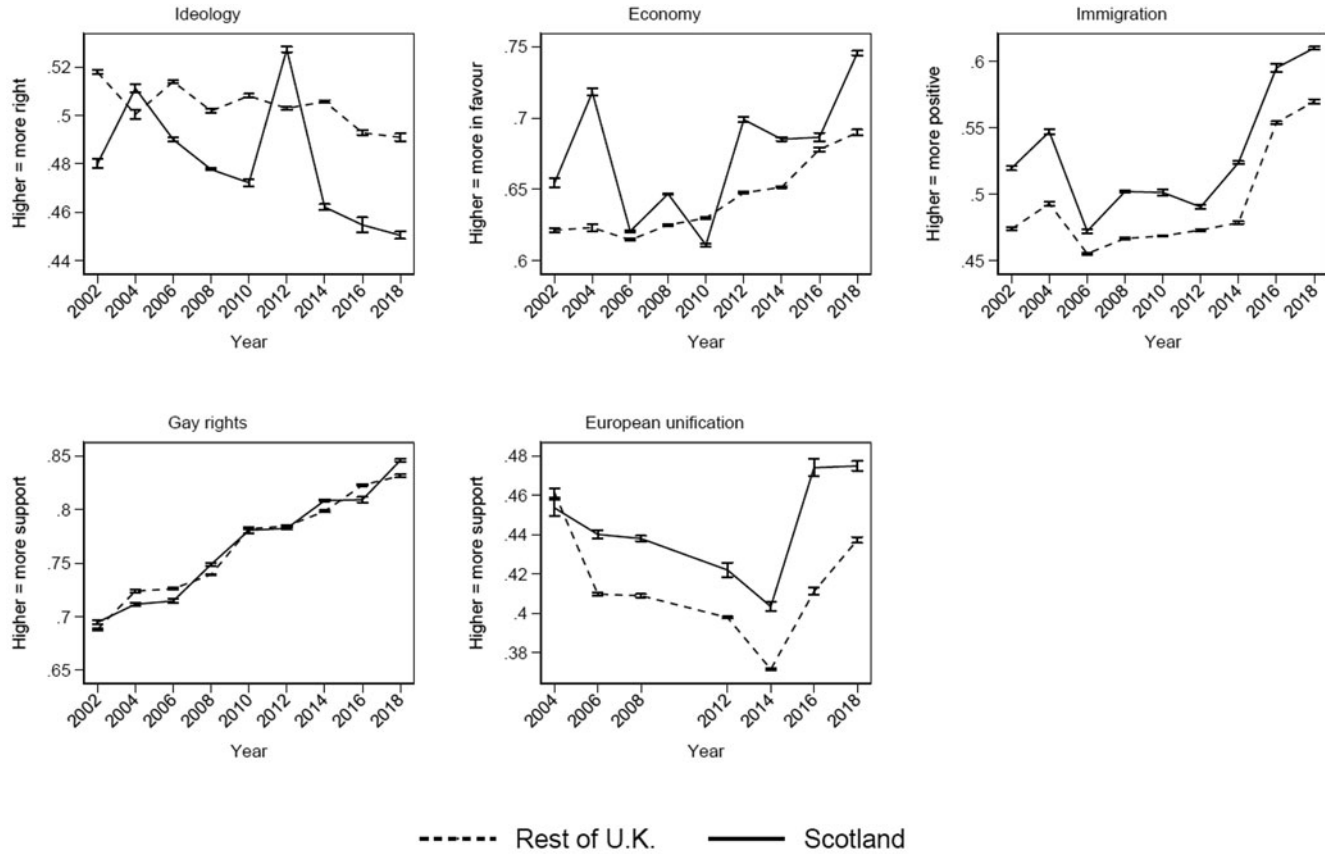 Ideology
Higher = more right
.52
.5
.48
.46
.44
2002 2004 2006 2008 2010 2012 2014 2016 2018
Year
Economy
Higher = more in favour
.75
.7
.65
.6
2002 2004 2006 2008 2010 2012 2014 2016 2018
Year
Immigration
Higher = more positive
.6
.55
.5
.45
2002 2004 2006 2008 2010 2012 2014 2016 2018
Year
Gay rights
Higher = more support
.85
.8
.75
.7
.65
2002 2004 2006 2008 2010 2012 2014 2016 2018
Year
European unification
Higher = more support
.48
.46
.44
.42
.4
.38
2004 2006 2008 2012 2014 2016 2018
Year
Rest of U.K. Scotland